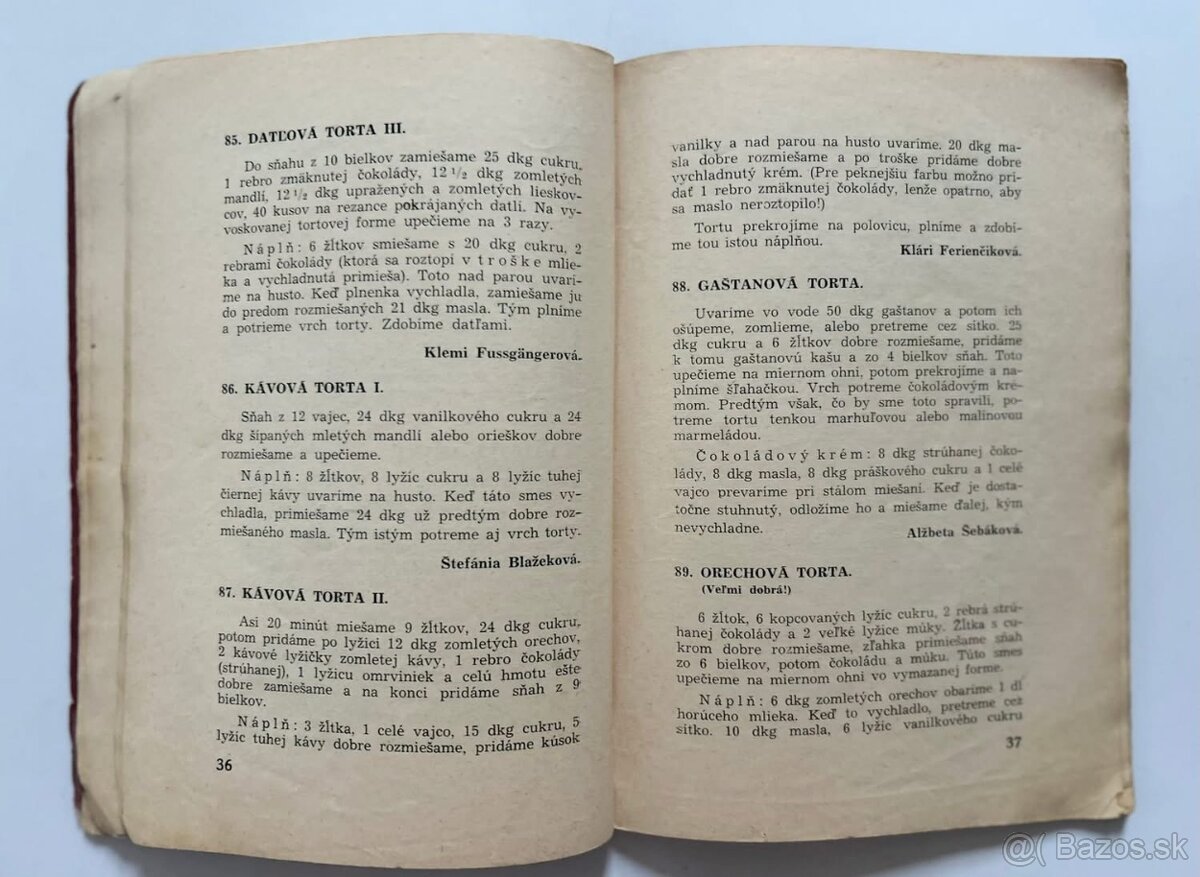 85. DATĽOVÁ TORTA III.
Do sňahu z 10 bielkov zamiešame 25 dkg cukru,
1 rebro zmäknutej čokolády, 12 1/2 dkg zomletých
mandlí, 12 1/2 dkg upražených a zomletých lieskov-
cov, 40 kusov na rezance pokrájaných datlí. Na vy-
voskovanej tortovej forme upečieme na 3 razy.
Náplň: 6 žĺtkov smiešame s 20 dkg cukru, 2
rebrami čokolády (ktorá sa roztopí v troške mlie-
ka a vychladnutá primieša). Toto nad parou uvarí-
me na husto. Keď plnenka vychladla, zamiešame ju
do predom rozmiešaných 21 dkg masla. Tým plníme
a potrieme vrch torty. Zdobíme datľami.
Klemi Fussgängerová.
86. KÁVOVÁ TORTA I.
Sňah z 12 vajec, 24 dkg vanilkového cukru a 24
dkg šípaných mletých mandlí alebo orieškov dobre
rozmiešame a upečieme.
Náplň: 8 žĺtkov, 8 lyžíc cukru a 8 lyžíc tuhej
čiernej kávy uvaríme na husto. Keď táto smes vy-
chladla, primiešame 24 dkg už predtým dobre roz-
miešaného masla. Tým istým potreme aj vrch torty.
Štefánia Blažeková.
87. KÁVOVÁ TORTA II.
Asi 20 minút miešame 9 žĺtkov, 24 dkg cukru,
potom pridáme po lyžici 12 dkg zomletých orechov,
2 kávové lyžičky zomletej kávy, 1 rebro čokolády
(strúhanej), 1 lyžicu omrviniek a celú hmotu ešte
dobre zamiešame a na konci pridáme sňah z 9
bielkov.
Náplň: 3 žĺtka, 1 celé vajco, 15 dkg cukru, 5
lyžíc tuhej kávy dobre rozmiešame, pridáme kúsok
36
vanilky a nad parou na husto uvaríme. 20 dkg ma-
sla dobre rozmiešame a po troške pridáme dobre
vychladnutý krém. (Pre peknejšiu farbu možno pri-
dať 1 rebro zmäknutej čokolády, lenže opatrno, aby
sa maslo neroztopilo!)
Tortu prekrojíme na polovicu, plníme a zdobí-
me tou istou náplňou.
Klári Ferienčíková.
88. GAŠTANOVÁ TORTA.
Uvaríme vo vode 50 dkg gaštanov a potom ich
ošúpeme, zomlieme, alebo pretreme cez sitko. 25
dkg cukru a 6 žĺtkov dobre rozmiešame, pridáme
k tomu gaštanovú kašu a zo 4 bielkov sňah. Toto
upečieme na miernom ohni, potom prekrojíme a na-
plníme šľahačkou. Vrch potreme čokoládovým kre-
mom. Predtým však, čo by sme toto spravili, po-
treme tortu tenkou marhuľovou alebo malinovou
marmeládou.
Čokoládový krém: 8 dkg strúhanej čoko-
lády, 8 dkg masla, 8 dkg práškového cukru a 1 celé
vajco prevaríme pri stálom miešaní. Keď je dosta-
točne stuhnutý, odložíme ho a miešame ďalej, kým
nevychladne.
Alžbeta Šebáková.
89. ORECHOVÁ TORTA.
(Veľmi dobrá!)
6 žĺtok, 6 kopcovaných lyžíc cukru, 2 rebrá strú-
hanej čokolády a 2 veľké lyžice múky. Žĺtka s cu-
krom dobre rozmiešame, zľahka primiešame sňah
zo 6 bielkov, potom čokoládu a múku. Túto smes
upečieme na miernom ohni vo vymazanej forme.
Náplň: 6 dkg zomletých orechov obaríme 1 dl
horúceho mlieka. Keď to vychladlo, pretreme cez
sitko. 10 dkg masla, 6 lyžíc vanilkového cukru
37
@( Bazos.sk